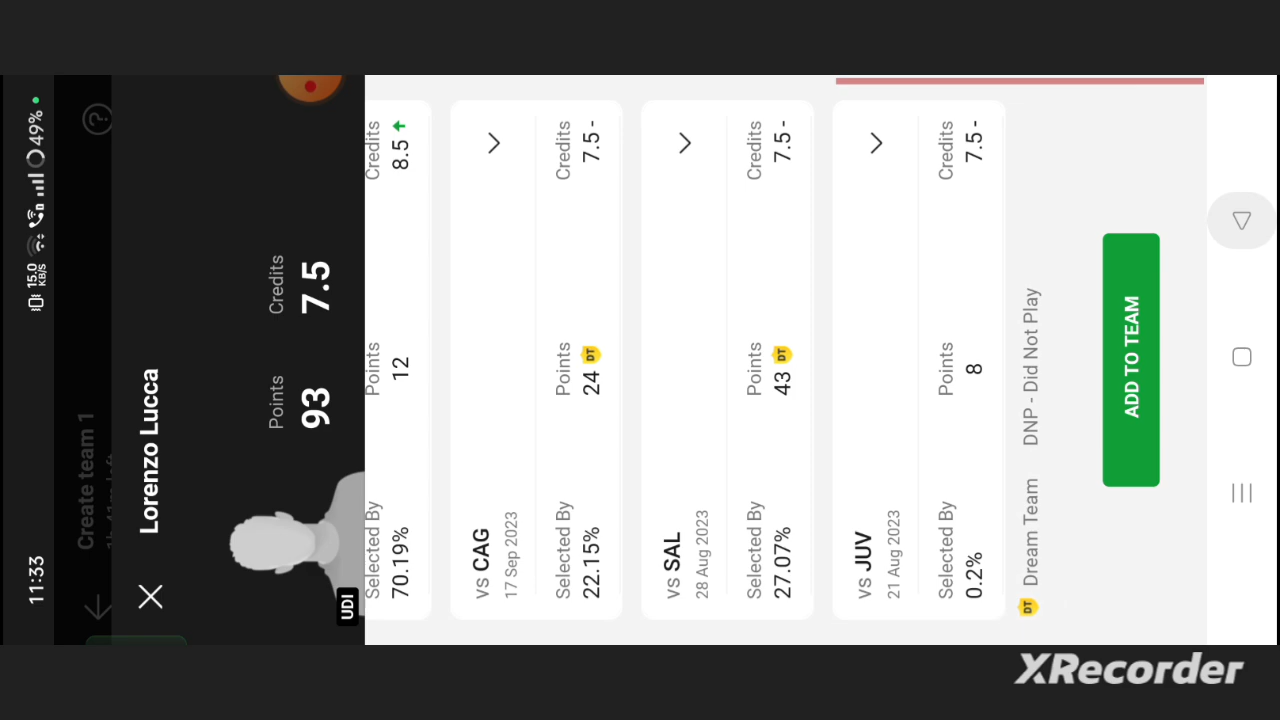 11:33
15.0
KB/S
49%
Create team 1
Lorenzo Lucca
Points
93
Credits
7.5
UDI
Selected By
70.19%
Points
12
Credits
8.5
vs CAG
17 Sep 2023
Selected By
22.15%
Points
24 DT
Credits
7.5 -
vs SAL
28 Aug 2023
Selected By
27.07%
Points
43 DT
Credits
7.5 -
vs JUV
21 Aug 2023
Selected By
0.2%
Points
8
Credits
7.5 -
DT Dream Team DNP - Did Not Play
ADD TO TEAM
XRecorder